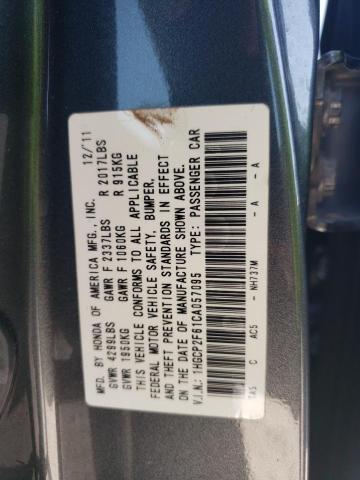 MFD. BY HONDA OF AMERICA MFG., INC. 12/'11
GVWR 4299LBS GAWR F 2337LBS R 2017LBS
GVWR 1950KG GAWR F 1060KG R 915KG
THIS VEHICLE CONFORMS TO ALL APPLICABLE
FEDERAL MOTOR VEHICLE SAFETY, BUMPER,
AND THEFT PREVENTION STANDARDS IN EFFECT
ON THE DATE OF MANUFACTURE SHOWN ABOVE.
V.I.N.: 1HGCP2F61CA057095 TYPE: PASSENGER CAR
TA5 C AC5 - NH737M - A - A